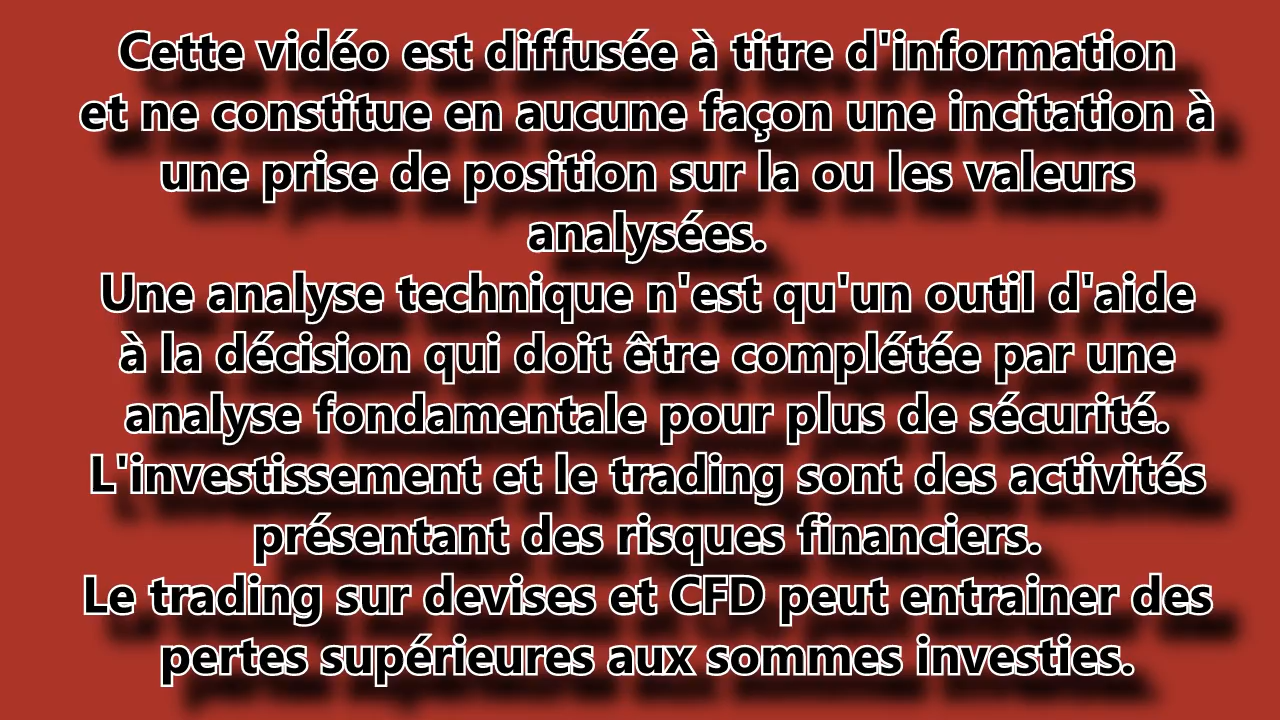 Cette vidéo est diffusée à titre d'information
et ne constitue en aucune façon une incitation à
une prise de position sur la ou les valeurs
analysées.
Une analyse technique n'est qu'un outil d'aide
à la décision qui doit être complétée par une
analyse fondamentale pour plus de sécurité.
L'investissement et le trading sont des activités
présentant des risques financiers.
Le trading sur devises et CFD peut entrainer des
pertes supérieures aux sommes investies.